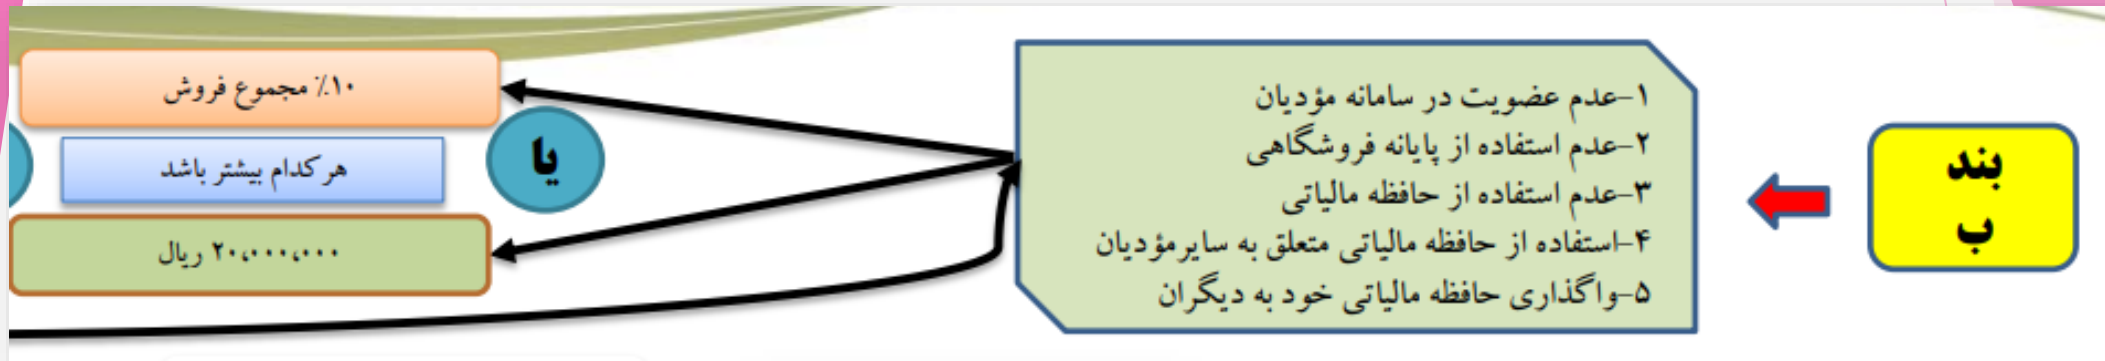 بند
ب
۱-عدم عضویت در سامانه مؤدیان
۲-عدم استفاده از پایانه فروشگاهی
۳-عدم استفاده از حافظه مالیاتی
۴-استفاده از حافظه مالیاتی متعلق به سایرمؤدیان
۵-واگذاری حافظه مالیاتی خود به دیگران
یا
۱۰٪ مجموع فروش
هرکدام بیشتر باشد
۲۰،۰۰۰،۰۰۰ ریال